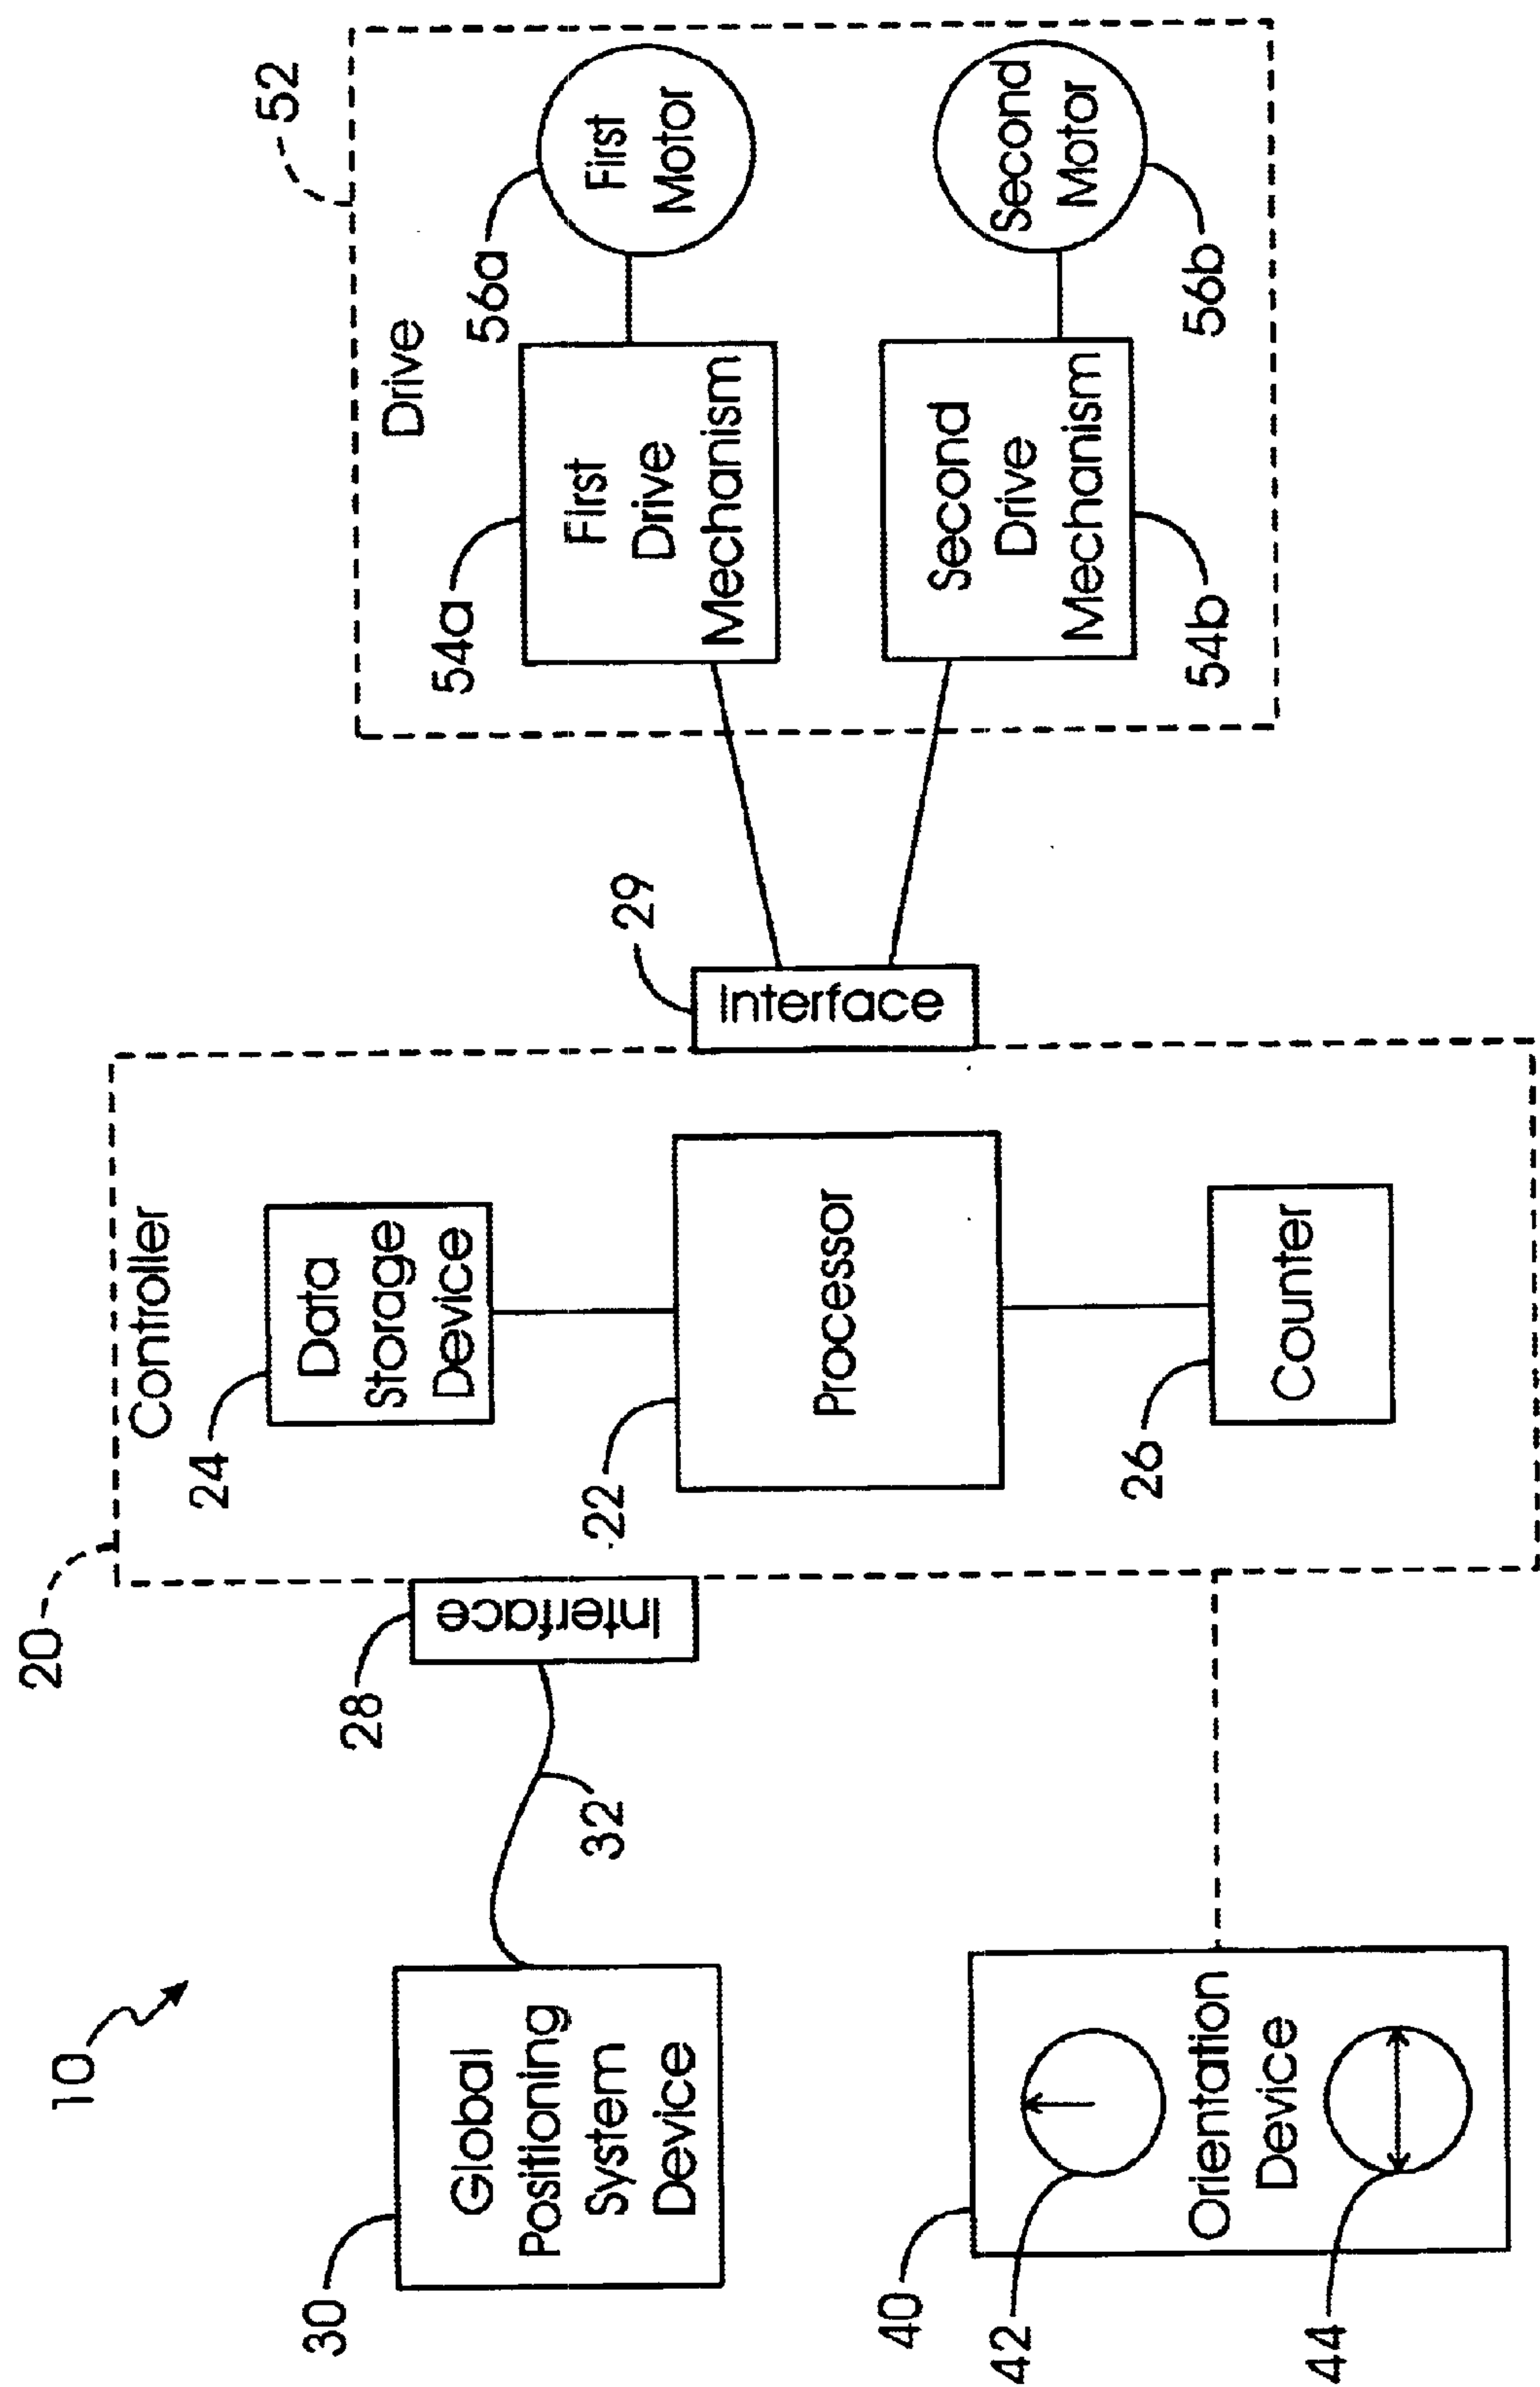 10
30
Global
Positioning
System
Device
32
40
42
Orientation
Device
44
20
Controller
28
Interface
24
Data
Storage
Device
22
Processor
26
Counter
29
Interface
52
Drive
54a
First
Drive
Mechanism
56a
First
Motor
54b
Second
Drive
Mechanism
56b
Second
Motor